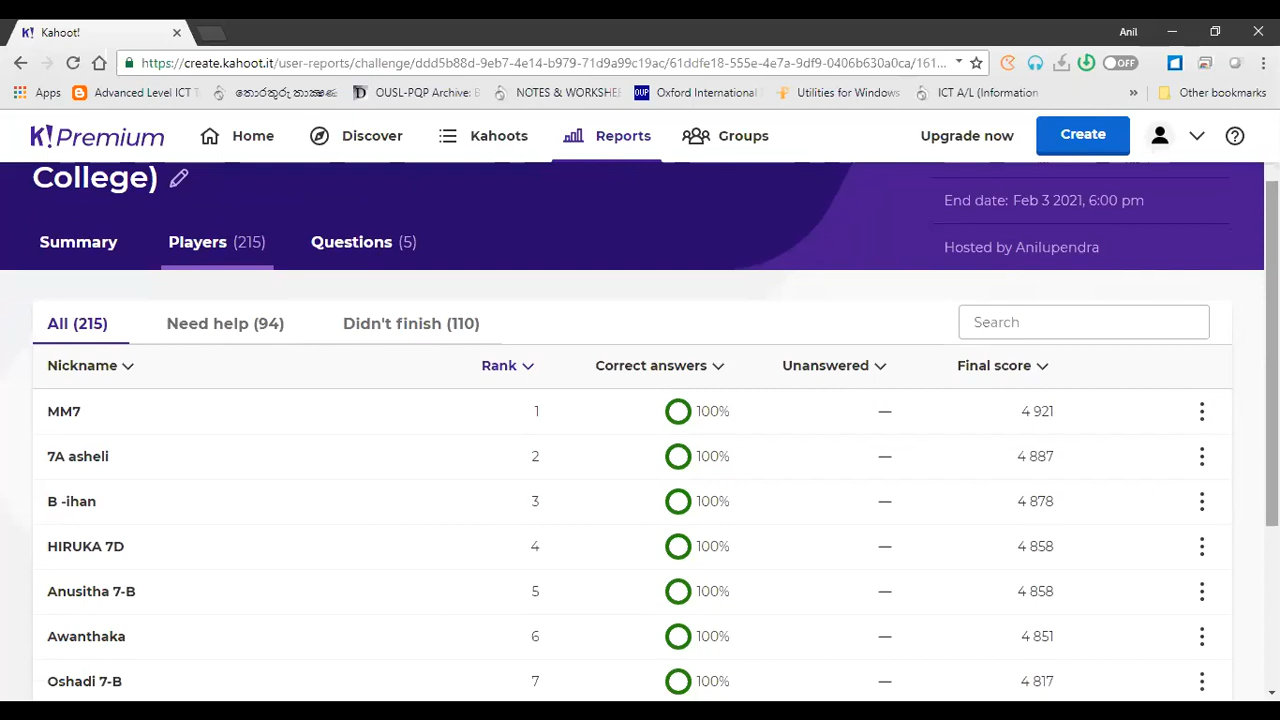 K! Kahoot!
Anil
https://create.kahoot.it/user-reports/challenge/ddd5b888-9eb7-4e14-b979-71d9a99c19ac/61ddfe18-555e-4e7a-9df9-0406b630a0ca/161...
Apps Advanced Level ICT තොරතුරු තාක්ෂණ OUSL-PQP Archive: B NOTES & WORKSHE OUP Oxford International Utilities for Windows ICT A/L (Information » Other bookmarks
OFF
K! Premium Home Discover Kahoots Reports Groups Upgrade now Create
College)
End date: Feb 3 2021, 6:00 pm
Summary Players (215) Questions (5)
Hosted by Anilupendra
All (215) Need help (94) Didn't finish (110) Search
Nickname Rank Correct answers Unanswered Final score
MM7 1 100% — 4 921
7A asheli 2 100% — 4 887
B -ihan 3 100% — 4 878
HIRUKA 7D 4 100% — 4 858
Anusitha 7-B 5 100% — 4 858
Awanthaka 6 100% — 4 851
Oshadi 7-B 7 100% — 4 817